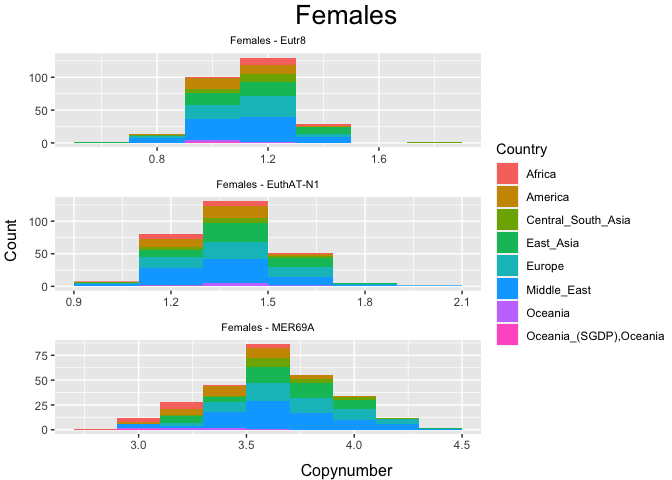 Females
Females - Eutr8
100
50
0
0.8
1.2
1.6
Females - EuthAT-N1
100
50
0
0.9
1.2
1.5
1.8
2.1
Females - MER69A
75
50
25
0
3.0
3.5
4.0
4.5
Count
Copynumber
Country
Africa
America
Central_South_Asia
East_Asia
Europe
Middle_East
Oceania
Oceania_(SGDP),Oceania